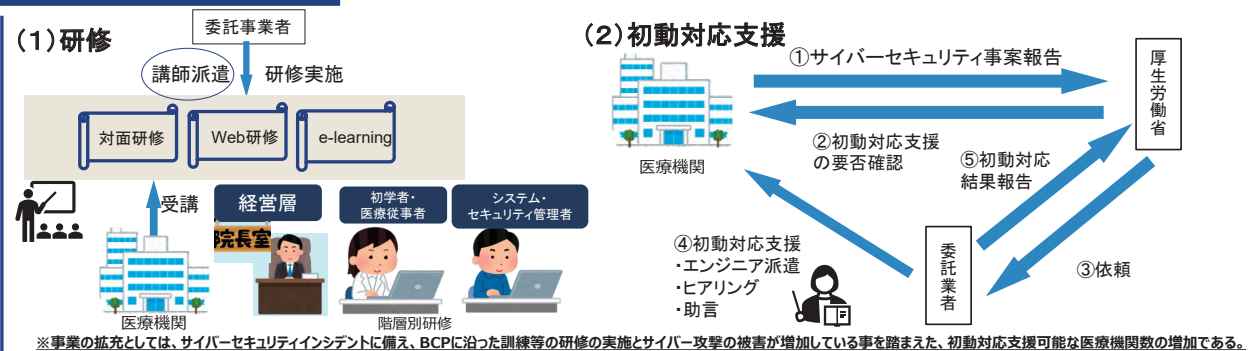 (1)研修
委託事業者
講師派遣
研修実施
対面研修
Web研修
e-learning
受講
経営層
初学者・
医療従事者
システム・
セキュリティ管理者
院長室
医療機関
階層別研修
(2)初動対応支援
①サイバーセキュリティ事案報告
厚生労働省
②初動対応支援
の要否確認
医療機関
⑤初動対応
結果報告
④初動対応支援
・エンジニア派遣
・ヒアリング
・助言
委託業者
③依頼
※事業の拡充としては、サイバーセキュリティインシデントに備え、BCPに沿った訓練等の研修の実施とサイバー攻撃の被害が増加している事を踏まえた、初動対応支援可能な医療機関数の増加である。